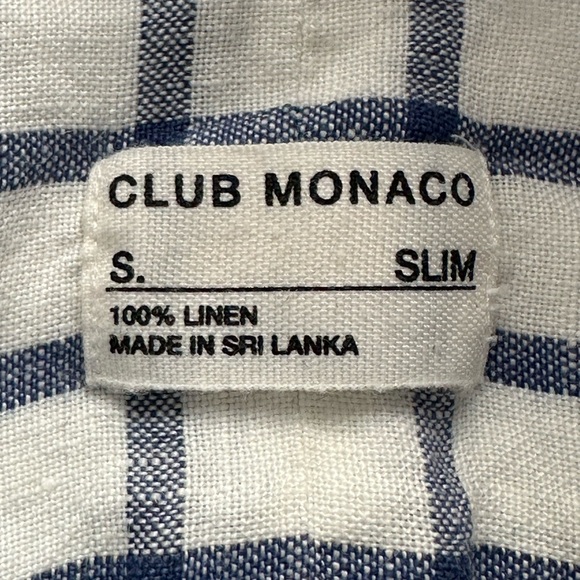 CLUB MONACO
S. SLIM
100% LINEN
MADE IN SRI LANKA